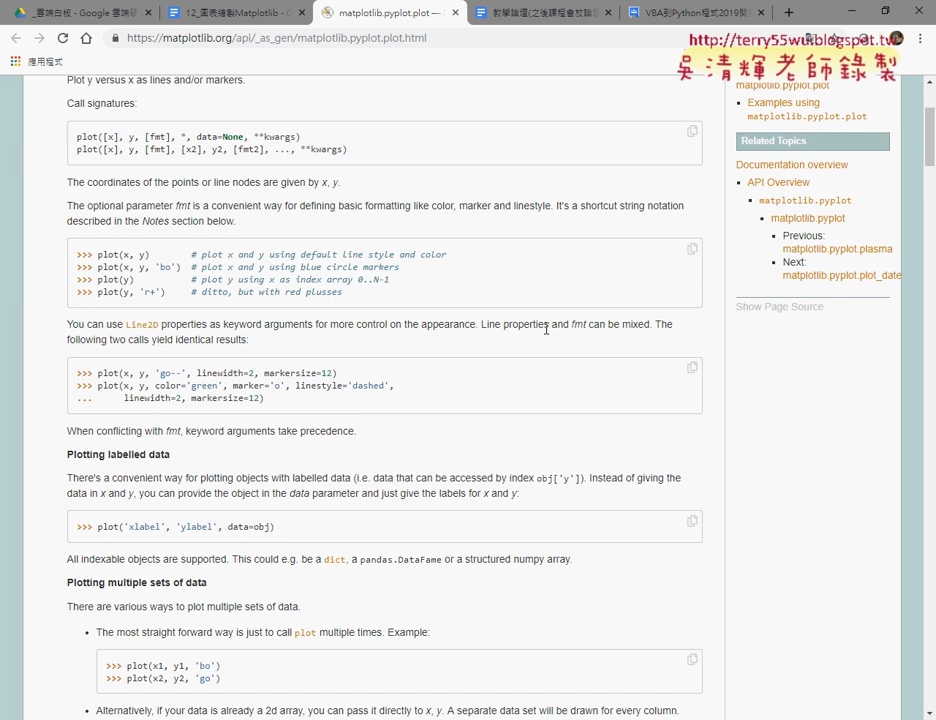 _雲端白板 - Google 雲端硬
12_圖表繪製Matplotlib - G
matplotlib.pyplot.plot —
教學論壇(之後課程會放論壇
VBA到Python程式2019開
https://matplotlib.org/api/_as_gen/matplotlib.pyplot.plot.html
http://terry55wu.blogspot.tw
吳清輝老師錄製
應用程式
Plot y versus x as lines and/or markers.
Call signatures:
plot([x], y, [fmt], *, data=None, **kwargs)
plot([x], y, [fmt], [x2], y2, [fmt2], ..., **kwargs)
The coordinates of the points or line nodes are given by x, y.
The optional parameter fmt is a convenient way for defining basic formatting like color, marker and linestyle. It's a shortcut string notation
described in the Notes section below.
>>> plot(x, y)        # plot x and y using default line style and color
>>> plot(x, y, 'bo')  # plot x and y using blue circle markers
>>> plot(y)           # plot y using x as index array 0..N-1
>>> plot(y, 'r+')     # ditto, but with red plusses
You can use Line2D properties as keyword arguments for more control on the appearance. Line properties and fmt can be mixed. The
following two calls yield identical results:
>>> plot(x, y, 'go--', linewidth=2, markersize=12)
>>> plot(x, y, color='green', marker='o', linestyle='dashed',
...      linewidth=2, markersize=12)
When conflicting with fmt, keyword arguments take precedence.
Plotting labelled data
There's a convenient way for plotting objects with labelled data (i.e. data that can be accessed by index obj['y']). Instead of giving the
data in x and y, you can provide the object in the data parameter and just give the labels for x and y:
>>> plot('xlabel', 'ylabel', data=obj)
All indexable objects are supported. This could e.g. be a dict, a pandas.DataFame or a structured numpy array.
Plotting multiple sets of data
There are various ways to plot multiple sets of data.
• The most straight forward way is just to call plot multiple times. Example:
>>> plot(x1, y1, 'bo')
>>> plot(x2, y2, 'go')
• Alternatively, if your data is already a 2d array, you can pass it directly to x, y. A separate data set will be drawn for every column.
matplotlib.pyplot.plot
Examples using
matplotlib.pyplot.plot
Related Topics
Documentation overview
API Overview
matplotlib.pyplot
matplotlib.pyplot
Previous:
matplotlib.pyplot.plasma
Next:
matplotlib.pyplot.plot_date
Show Page Source